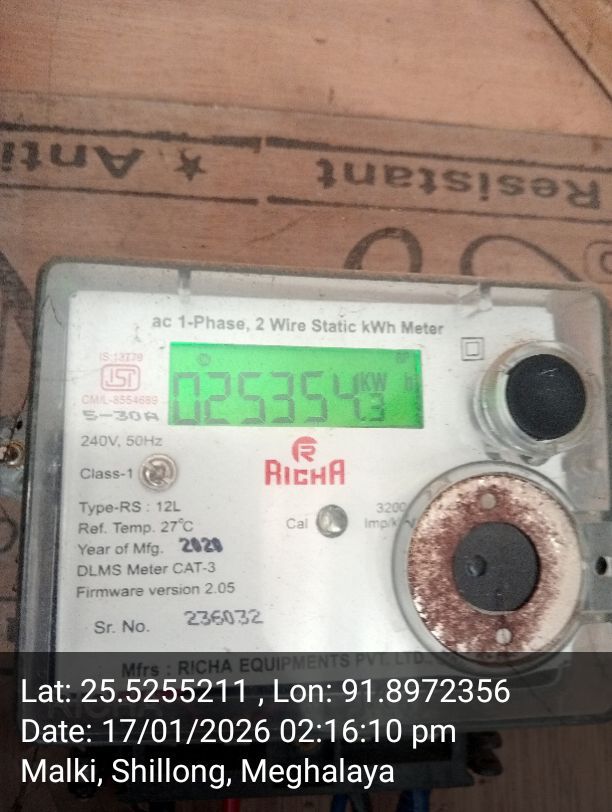 Anti ★ Resistant
ac 1-Phase, 2 Wire Static kWh Meter
IS:13779
ISI
CM/L-8554689
5-30A
025354.3 KW h
240V, 50Hz
RICHA
Class-1
Type-RS : 12L
Ref. Temp. 27°C
Cal
3200
Imp/k
Year of Mfg. 2020
DLMS Meter CAT-3
Firmware version 2.05
Sr. No. 236032
Mfrs : RICHA EQUIPMENTS PVT. LTD.
Lat: 25.5255211 , Lon: 91.8972356
Date: 17/01/2026 02:16:10 pm
Malki, Shillong, Meghalaya